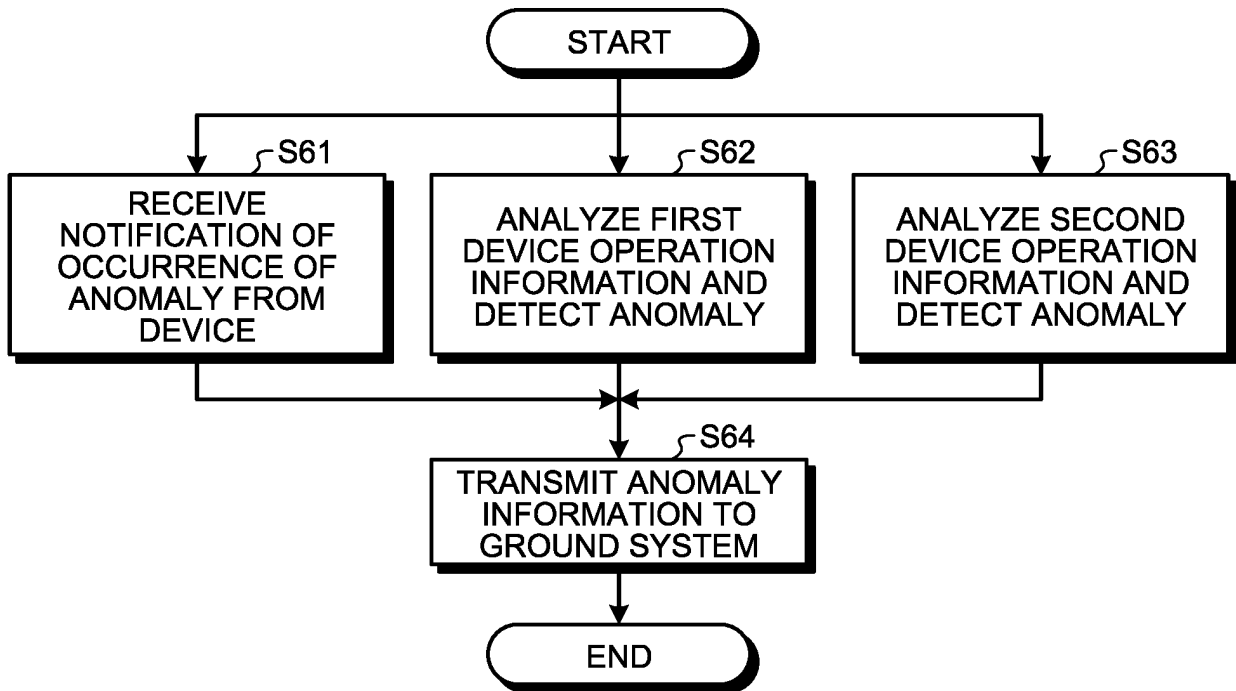 START
S61
RECEIVE
NOTIFICATION OF
OCCURRENCE OF
ANOMALY FROM
DEVICE
S62
ANALYZE FIRST
DEVICE OPERATION
INFORMATION AND
DETECT ANOMALY
S63
ANALYZE SECOND
DEVICE OPERATION
INFORMATION AND
DETECT ANOMALY
S64
TRANSMIT ANOMALY
INFORMATION TO
GROUND SYSTEM
END